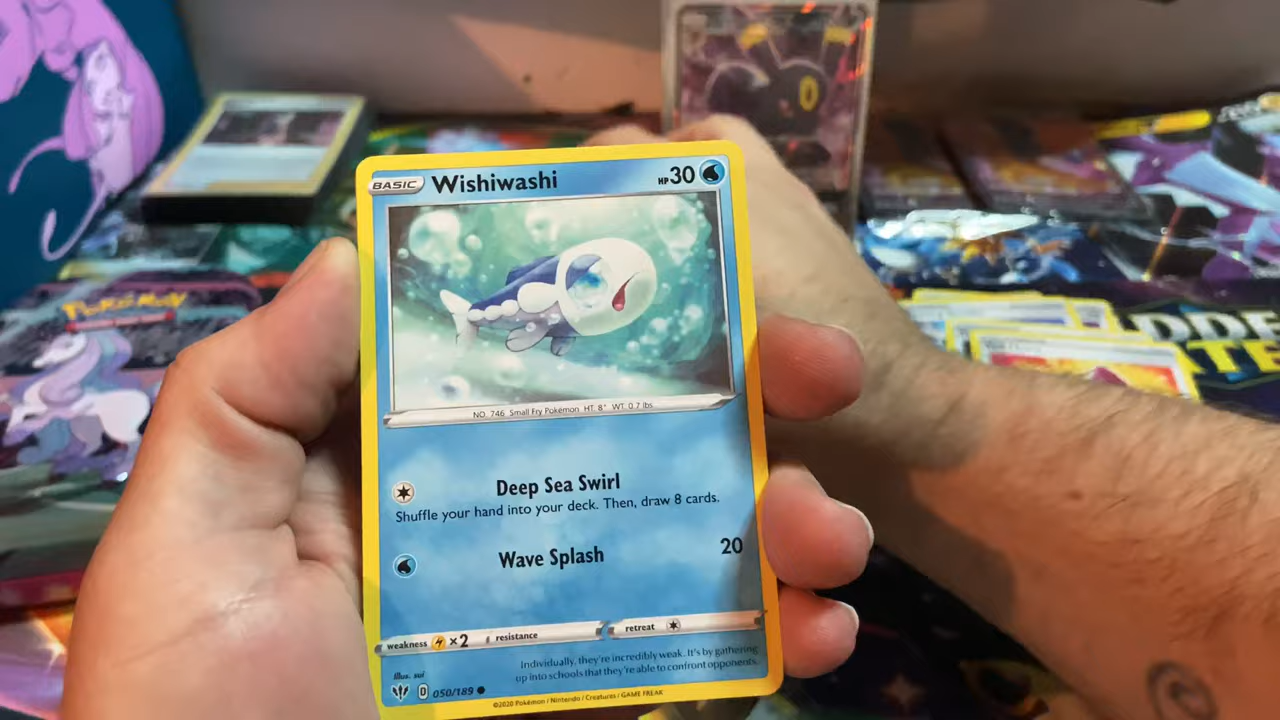 BASIC Wishiwashi HP 30
NO. 746 Small Fry Pokémon HT. 8" WT. 0.7 lbs
Deep Sea Swirl
Shuffle your hand into your deck. Then, draw 8 cards.
Wave Splash 20
weakness ×2 resistance retreat
Illus. sui
Individually, they're incredibly weak. It's by gathering
up into schools that they're able to confront opponents.
D 050/189
©2020 Pokémon / Nintendo / Creatures / GAME FREAK
POKÉMON